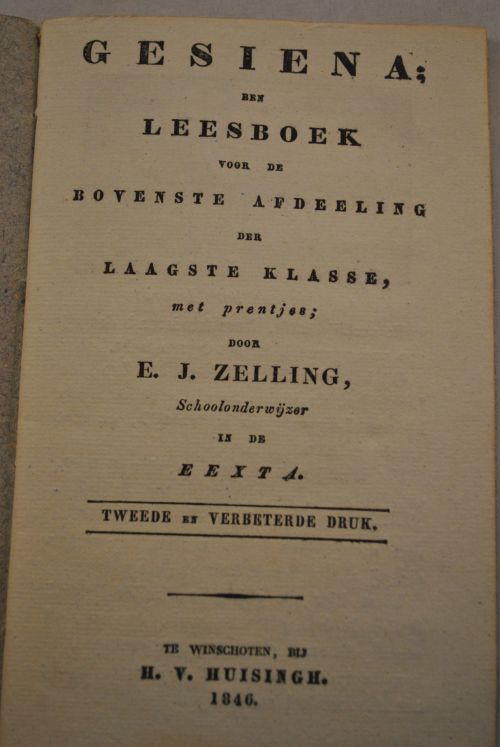 GESIENA;
EEN
LEESBOEK
VOOR DE
BOVENSTE AFDEELING
DER
LAAGSTE KLASSE,
met prentjes;
DOOR
E. J. ZELLING,
Schoolonderwijzer
IN DE
EEXTA.
TWEEDE EN VERBETERDE DRUK.
TE WINSCHOTEN, BIJ
H. V. HUISINGH.
1846.